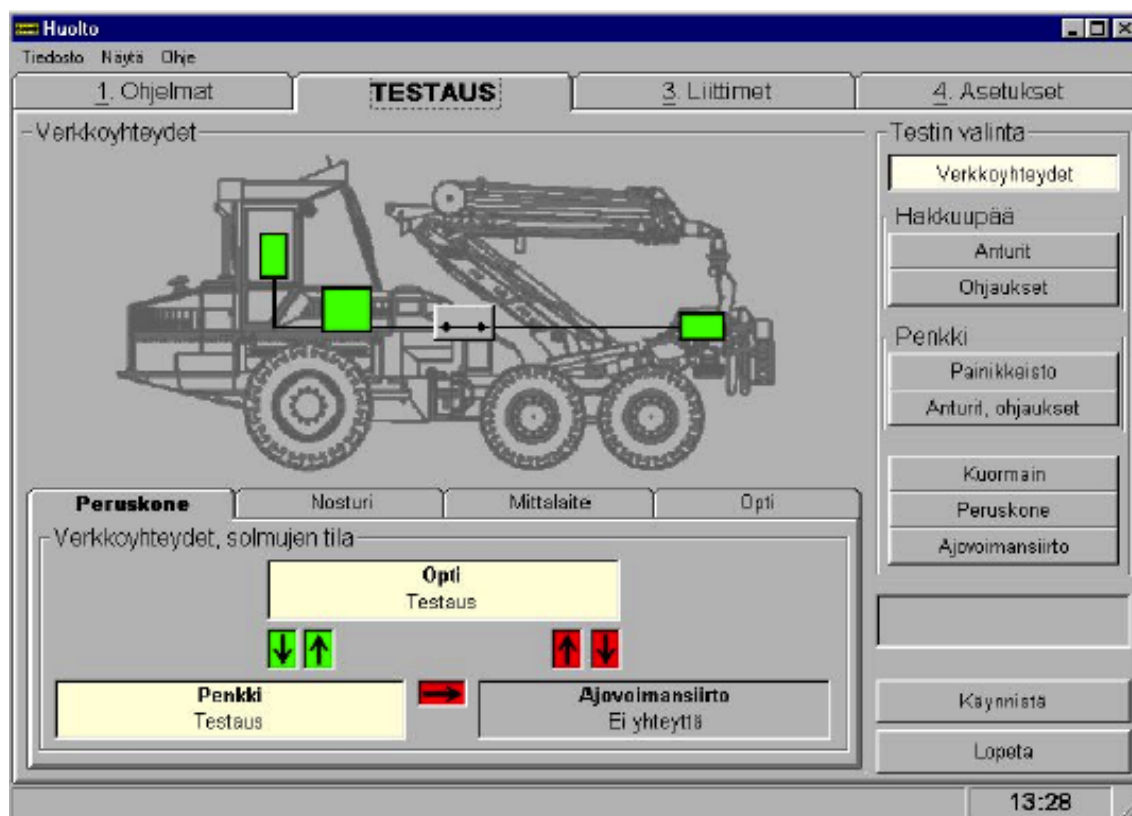 Huolto
Tiedosto Näytä Ohje
1. Ohjelmat TESTAUS 3. Liittimet 4. Asetukset
Verkkoyhteydet
Testin valinta
Verkkoyhteydet
Hakkuupää
Anturit
Ohjaukset
Penkki
Painikkeisto
Anturit, ohjaukset
Kuormain
Peruskone
Ajovoimansiirto
Peruskone Nosturi Mittalaite Opti
Verkkoyhteydet, solmujen tila
Opti
Testaus
Penkki
Testaus
Ajovoimansiirto
Ei yhteyttä
Käynnistä
Lopeta
13:28